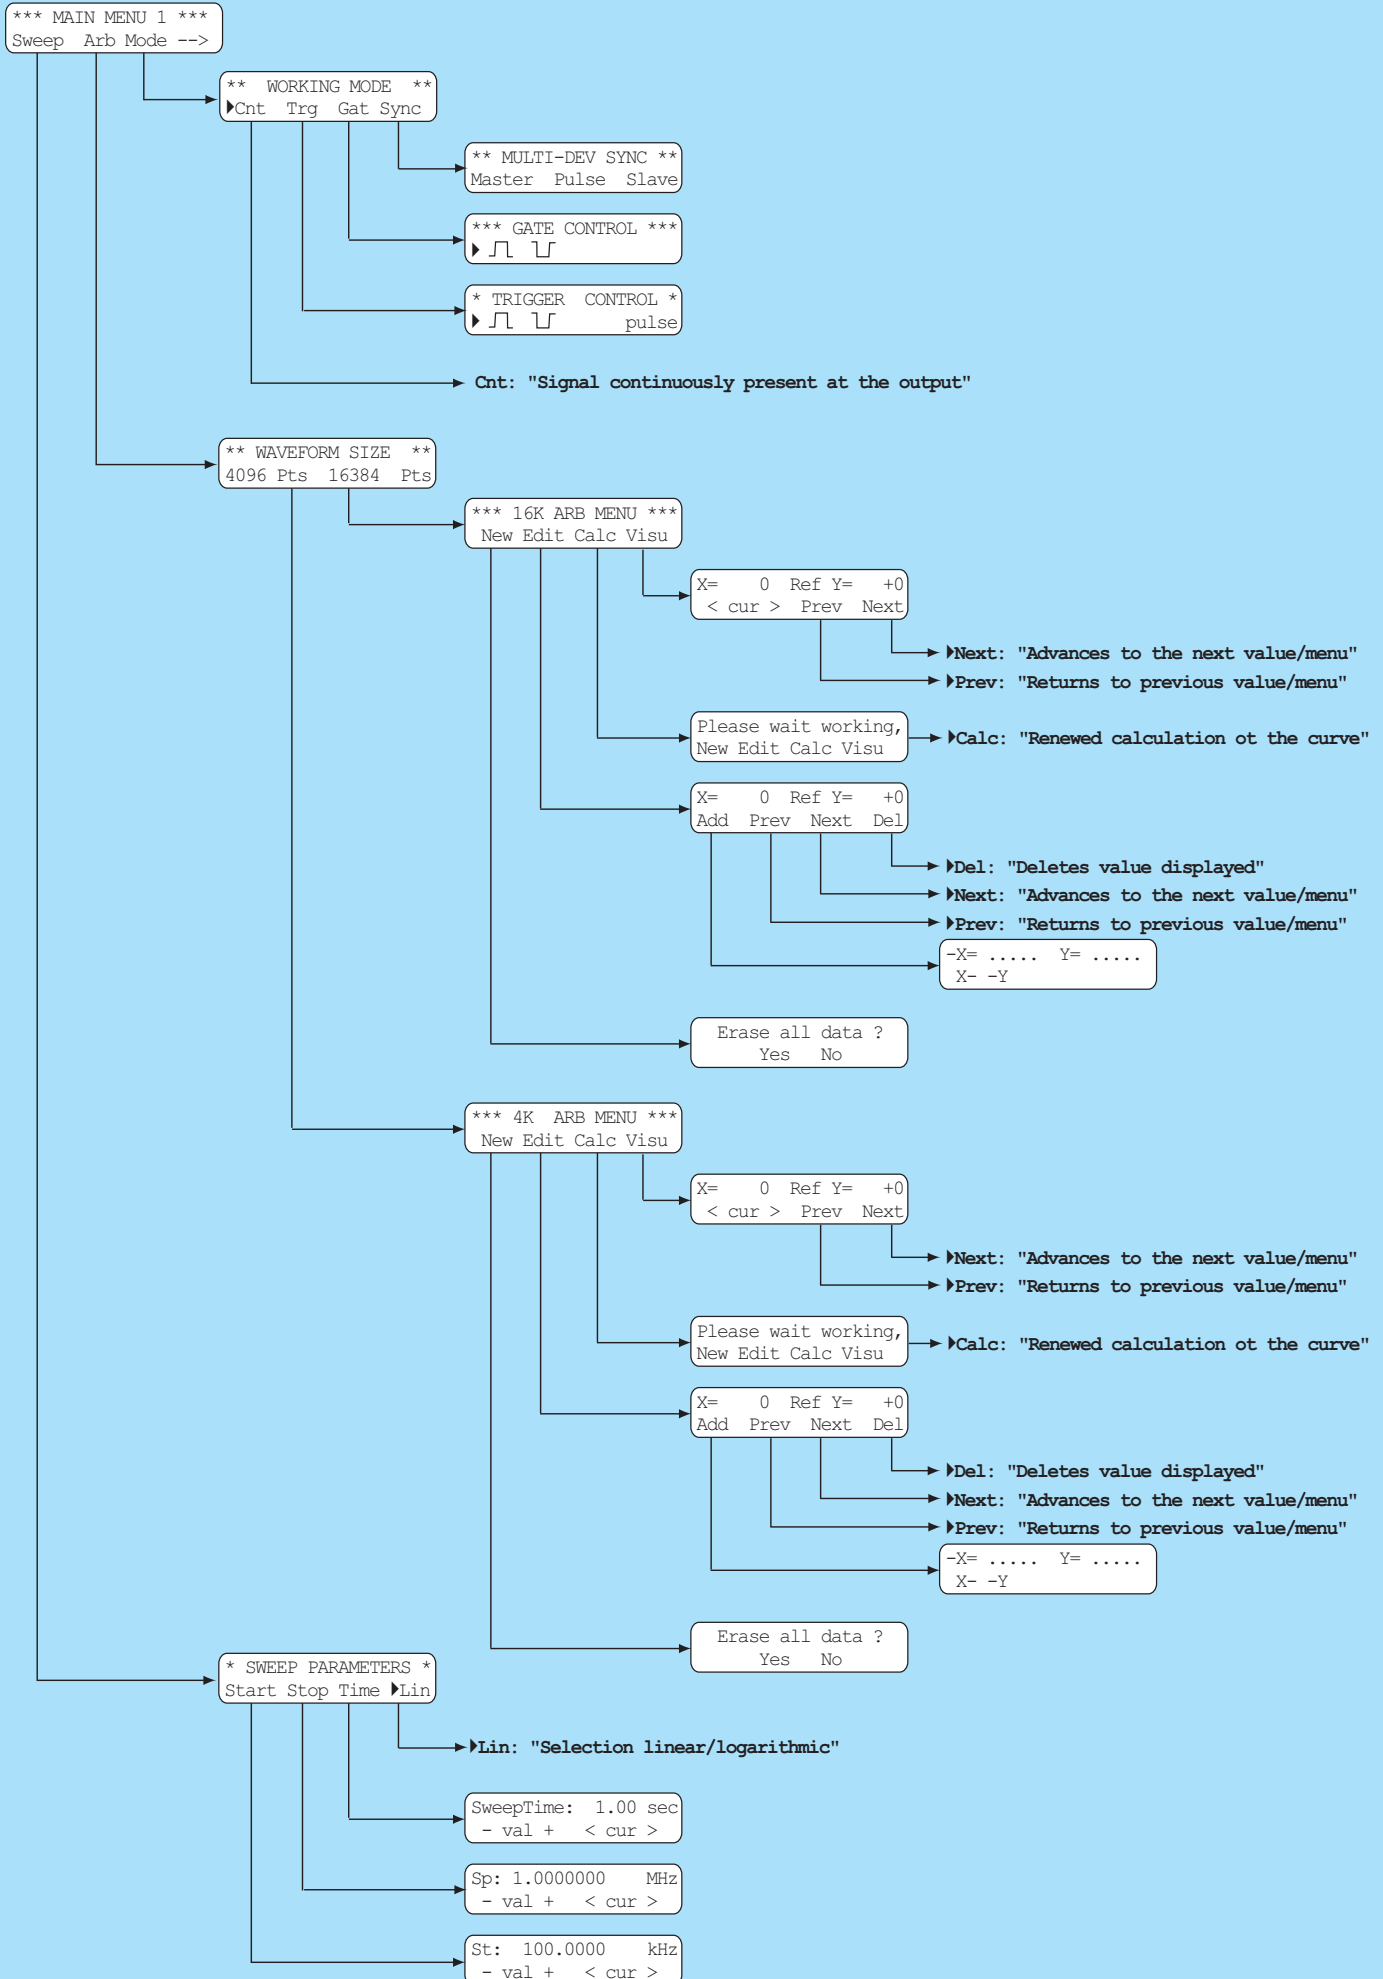 *** MAIN MENU 1 ***
Sweep Arb Mode -->
** WORKING MODE **
Cnt Trg Gat Sync
** MULTI-DEV SYNC **
Master Pulse Slave
*** GATE CONTROL ***
* TRIGGER CONTROL *
pulse
Cnt: "Signal continuously present at the output"
** WAVEFORM SIZE **
4096 Pts 16384 Pts
*** 16K ARB MENU ***
New Edit Calc Visu
X= 0 Ref Y= +0
< cur > Prev Next
Next: "Advances to the next value/menu"
Prev: "Returns to previous value/menu"
Please wait working,
New Edit Calc Visu
Calc: "Renewed calculation ot the curve"
X= 0 Ref Y= +0
Add Prev Next Del
Del: "Deletes value displayed"
Next: "Advances to the next value/menu"
Prev: "Returns to previous value/menu"
-X= ..... Y= .....
X- -Y
Erase all data ?
Yes No
*** 4K ARB MENU ***
New Edit Calc Visu
X= 0 Ref Y= +0
< cur > Prev Next
Next: "Advances to the next value/menu"
Prev: "Returns to previous value/menu"
Please wait working,
New Edit Calc Visu
Calc: "Renewed calculation ot the curve"
X= 0 Ref Y= +0
Add Prev Next Del
Del: "Deletes value displayed"
Next: "Advances to the next value/menu"
Prev: "Returns to previous value/menu"
-X= ..... Y= .....
X- -Y
Erase all data ?
Yes No
* SWEEP PARAMETERS *
Start Stop Time Lin
Lin: "Selection linear/logarithmic"
SweepTime: 1.00 sec
- val + < cur >
Sp: 1.0000000 MHz
- val + < cur >
St: 100.0000 kHz
- val + < cur >